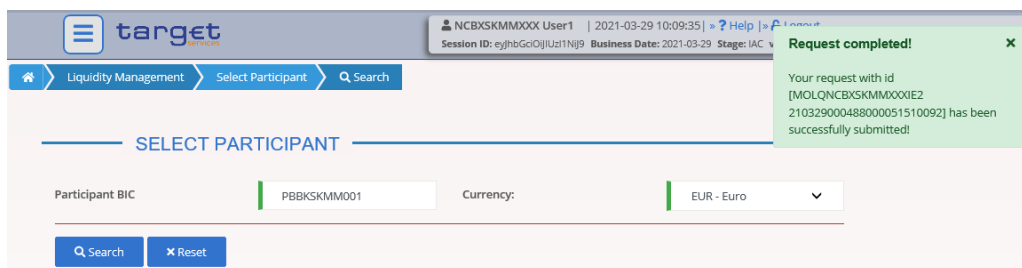 target
services
NCBXSKMMXXX User1 | 2021-03-29 10:09:35| » ? Help |» Logout
Session ID: eyJhbGciOiJIUzI1NiJ9 Business Date: 2021-03-29 Stage: IAC
Request completed! ×
Your request with id
[MOLQNCBXSKMMXXXIE2
210329000488000051510092] has been
successfully submitted!
Liquidity Management Select Participant Search
SELECT PARTICIPANT
Participant BIC PBBKSKMM001 Currency: EUR - Euro
Search × Reset